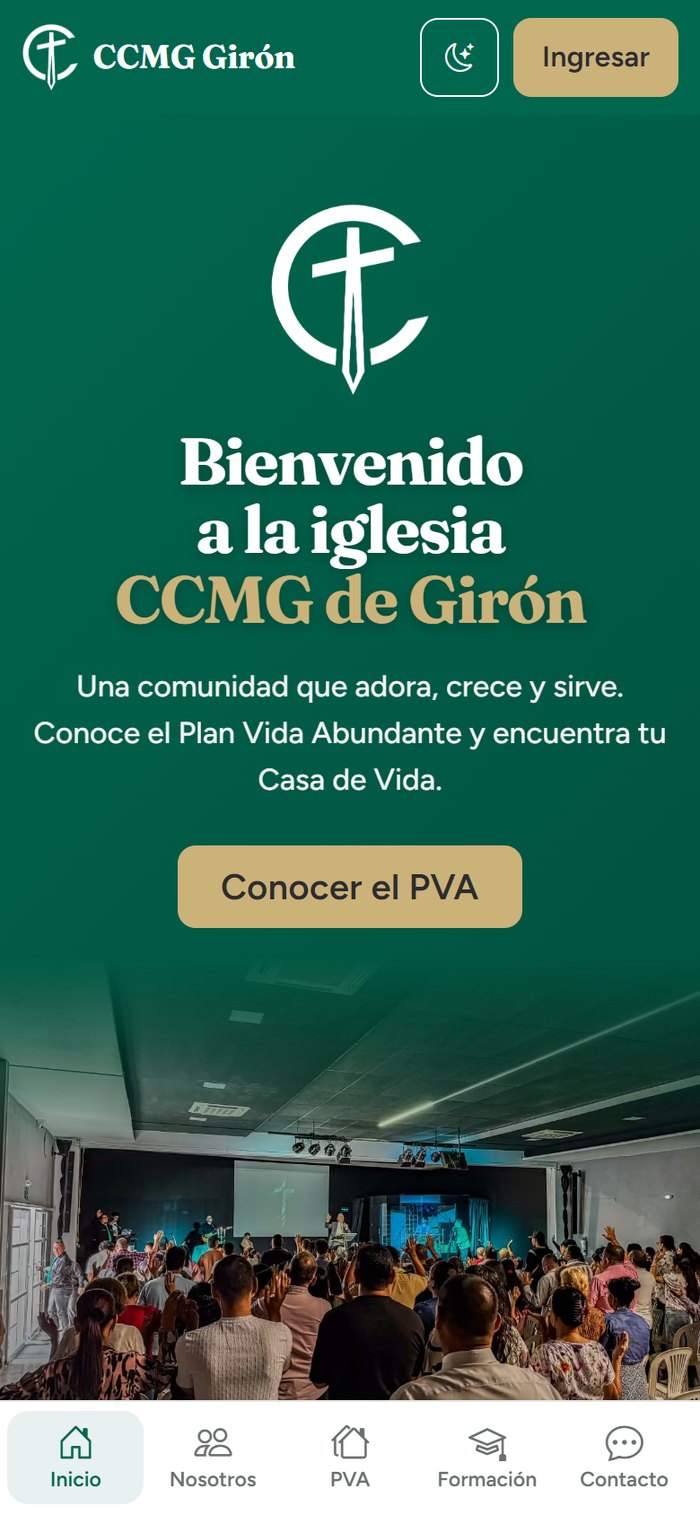 CCMG Girón
Ingresar
Bienvenido
a la iglesia
CCMG de Girón
Una comunidad que adora, crece y sirve.
Conoce el Plan Vida Abundante y encuentra tu
Casa de Vida.
Conocer el PVA
Inicio
Nosotros
PVA
Formación
Contacto